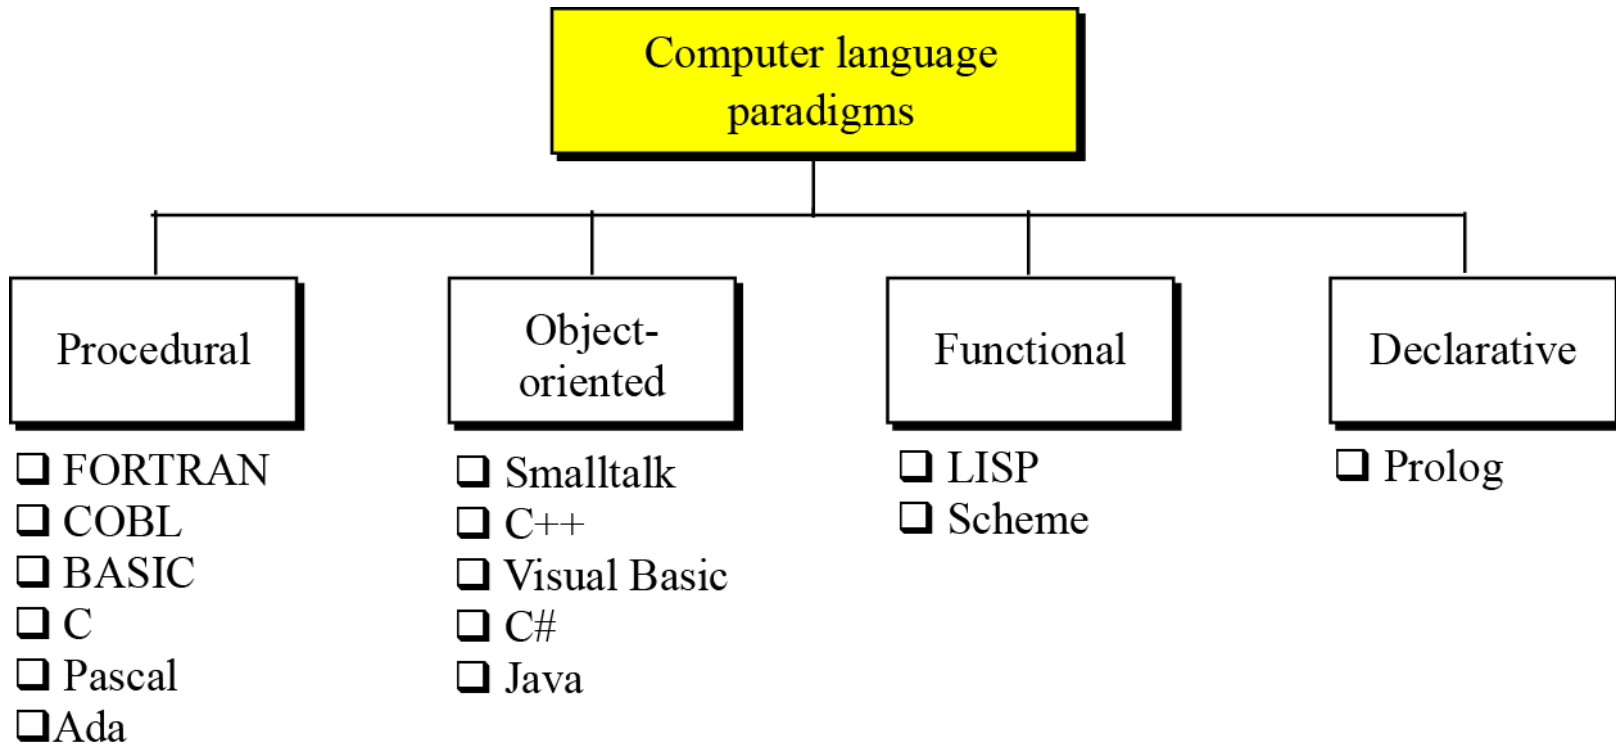 Computer language
paradigms
Procedural
Object-
oriented
Functional
Declarative
FORTRAN
COBL
BASIC
C
Pascal
Ada
Smalltalk
C++
Visual Basic
C#
Java
LISP
Scheme
Prolog